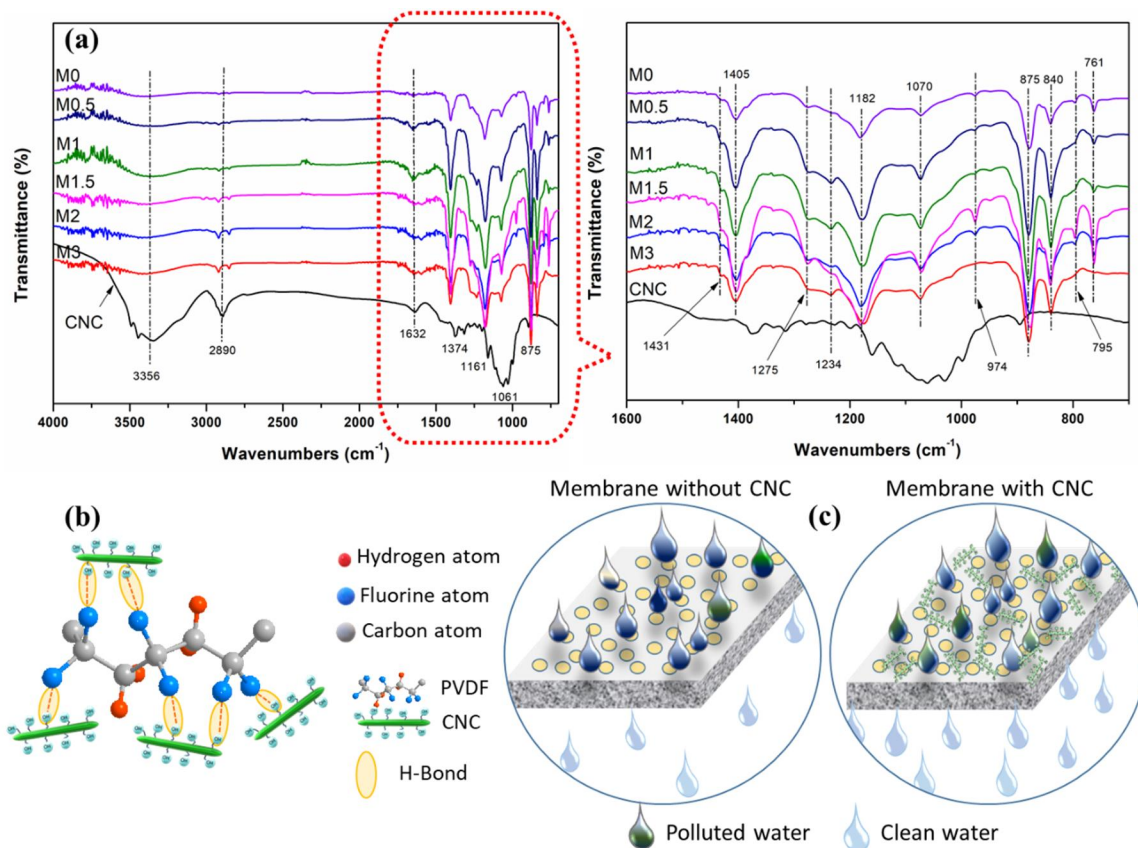 (a)
M0
M0.5
M1
M1.5
M2
M3
CNC
3356
2890
1632
1374
1161
1061
875
Transmittance (%)
4000 3500 3000 2500 2000 1500 1000
Wavenumbers (cm-1)
M0
M0.5
M1
M1.5
M2
M3
CNC
1405
1182
1070
875
840
761
1431
1275
1234
974
795
Transmittance (%)
1600 1400 1200 1000 800
Wavenumbers (cm-1)
(b)
Hydrogen atom
Fluorine atom
Carbon atom
PVDF
CNC
H-Bond
Membrane without CNC
(c)
Membrane with CNC
Polluted water
Clean water